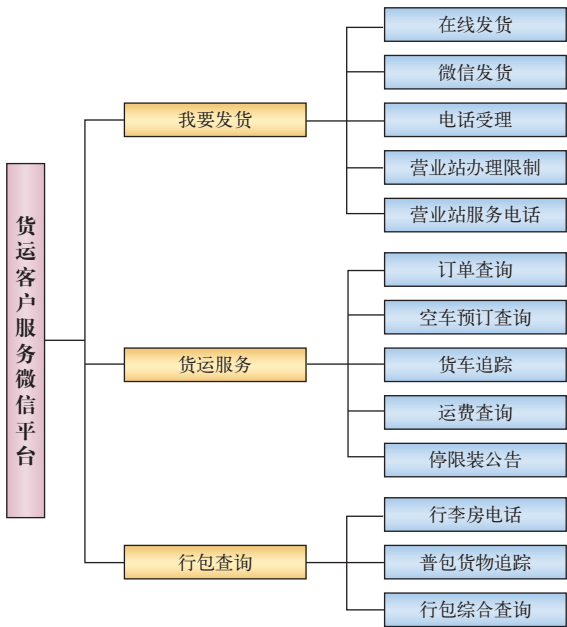 货运客户服务微信平台
我要发货
在线发货
微信发货
电话受理
营业站办理限制
营业站服务电话
货运服务
订单查询
空车预订查询
货车追踪
运费查询
停限装公告
行包查询
行李房电话
普包货物追踪
行包综合查询